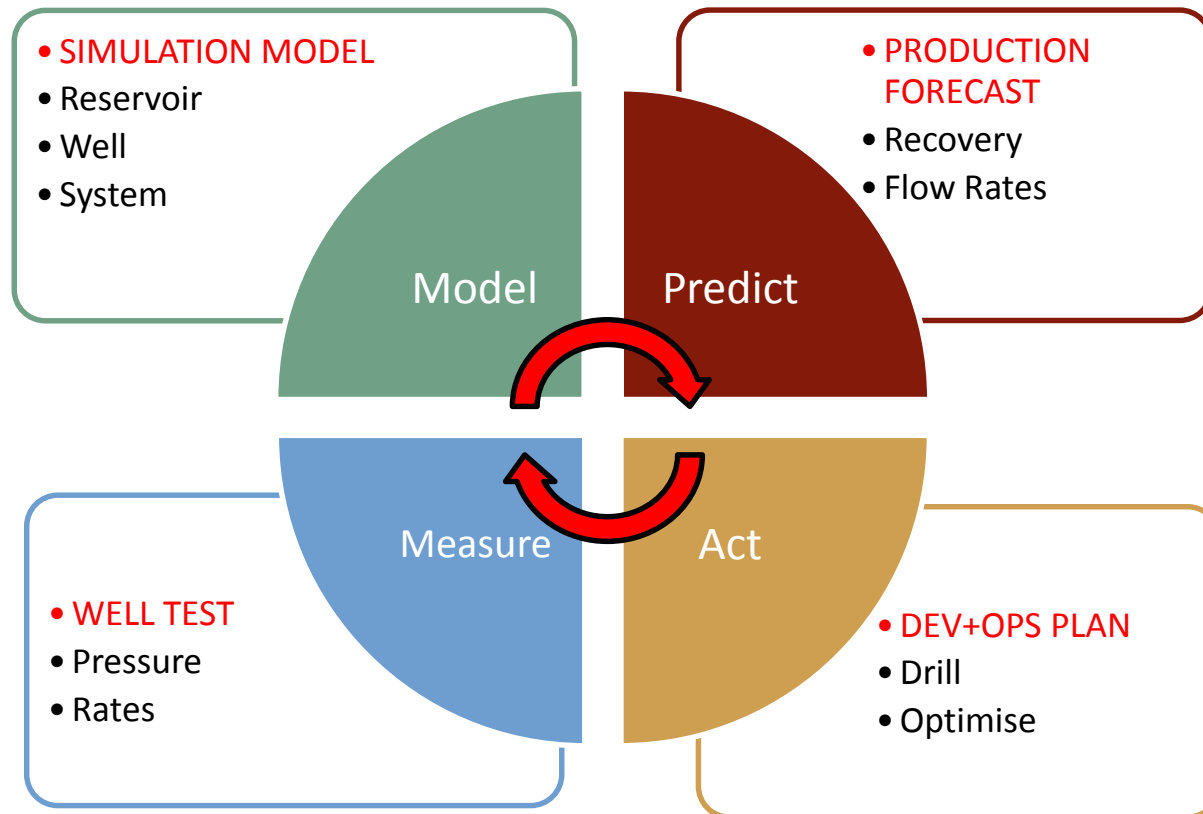 • SIMULATION MODEL
• Reservoir
• Well
• System
• PRODUCTION
FORECAST
• Recovery
• Flow Rates
Model
Predict
Measure
Act
• WELL TEST
• Pressure
• Rates
• DEV+OPS PLAN
• Drill
• Optimise